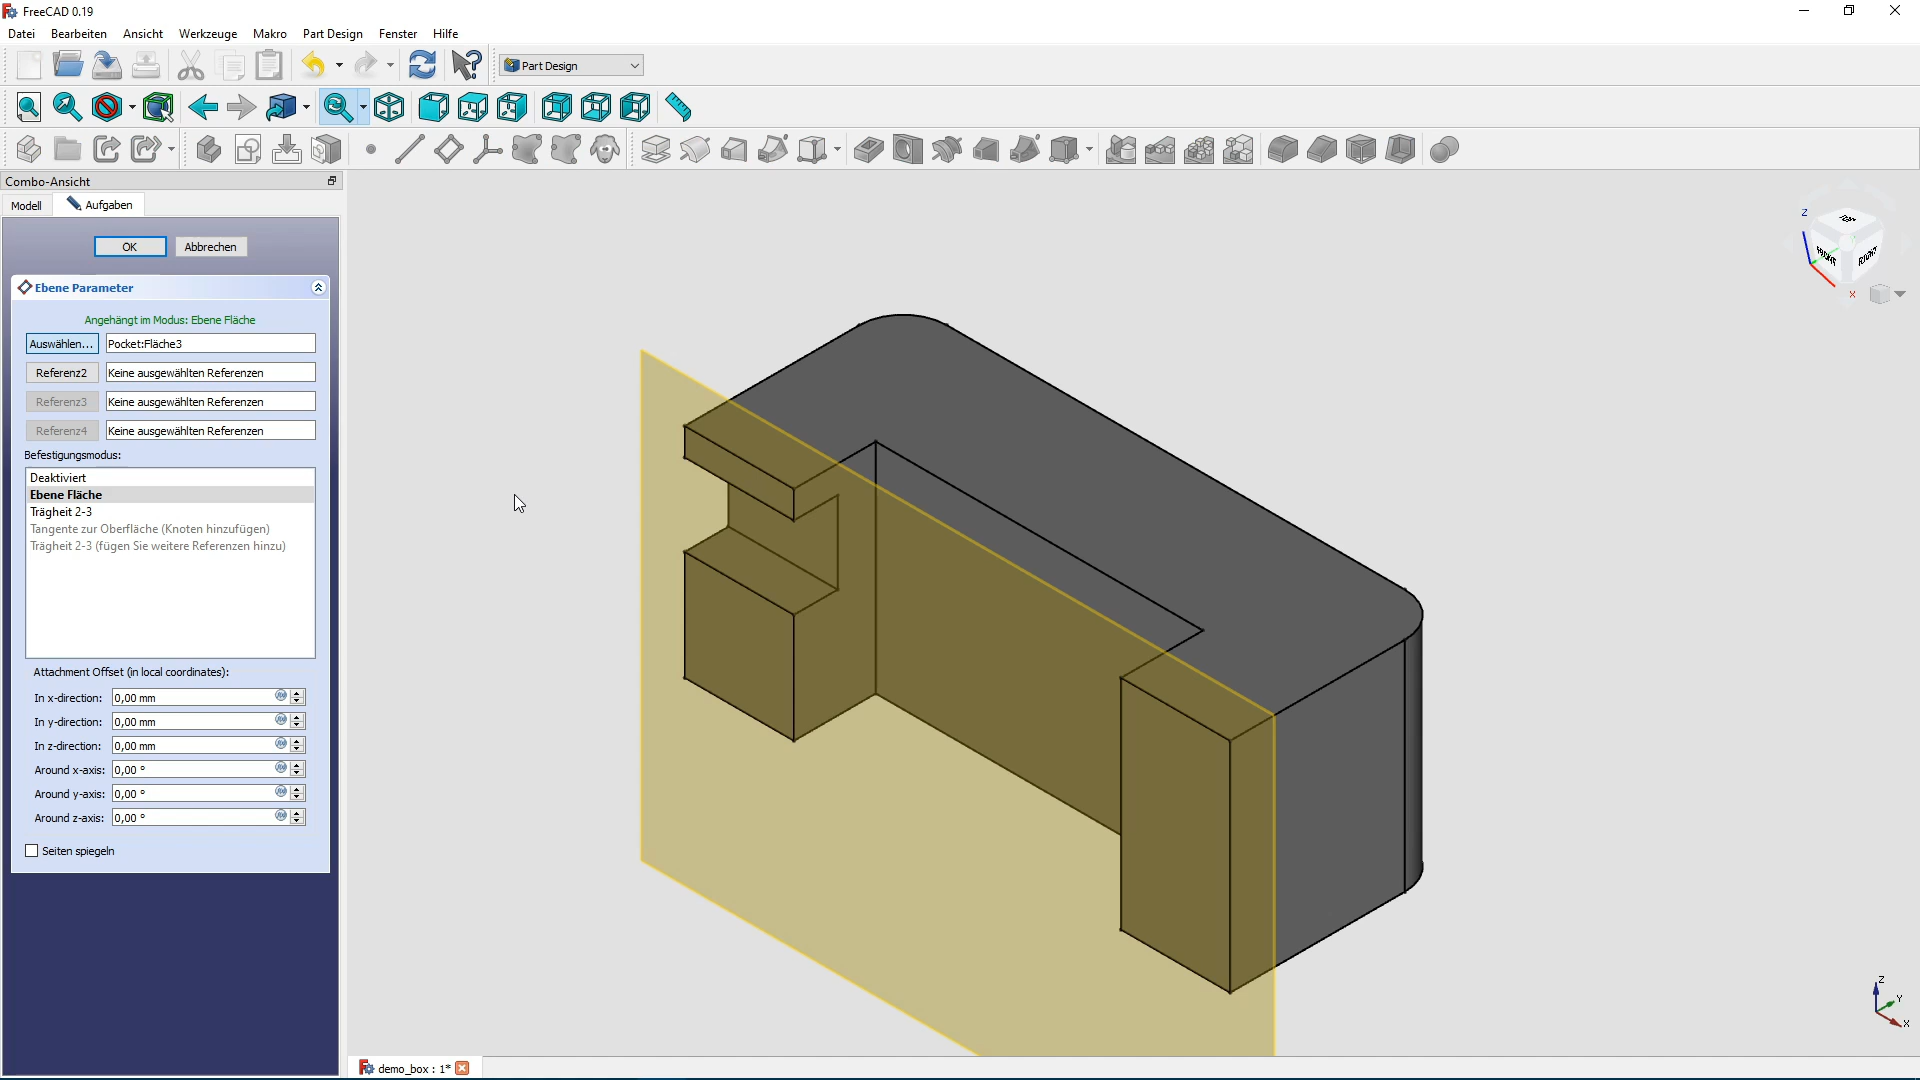 FreeCAD 0.19
Datei Bearbeiten Ansicht Werkzeuge Makro Part Design Fenster Hilfe
Part Design
Combo-Ansicht
Modell Aufgaben
OK Abbrechen
Ebene Parameter
Angehängt im Modus: Ebene Fläche
Auswählen... Pocket:Fläche3
Referenz2 Keine ausgewählten Referenzen
Referenz3 Keine ausgewählten Referenzen
Referenz4 Keine ausgewählten Referenzen
Befestigungsmodus:
Deaktiviert
Ebene Fläche
Trägheit 2-3
Tangente zur Oberfläche (Knoten hinzufügen)
Trägheit 2-3 (fügen Sie weitere Referenzen hinzu)
Attachment Offset (in local coordinates):
In x-direction: 0,00 mm
In y-direction: 0,00 mm
In z-direction: 0,00 mm
Around x-axis: 0,00 °
Around y-axis: 0,00 °
Around z-axis: 0,00 °
Seiten spiegeln
Z
TOP
FRONT RIGHT
X
Z
Y
X
demo_box : 1*